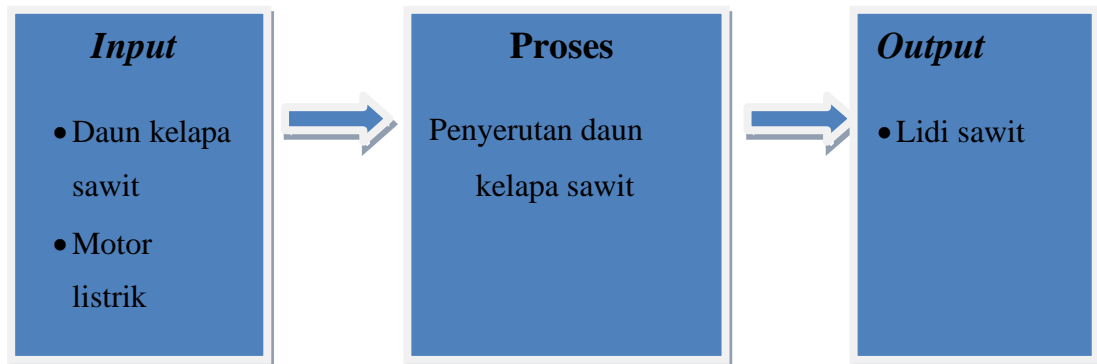 Input
• Daun kelapa
sawit
• Motor
listrik
Proses
Penyerutan daun
kelapa sawit
Output
• Lidi sawit